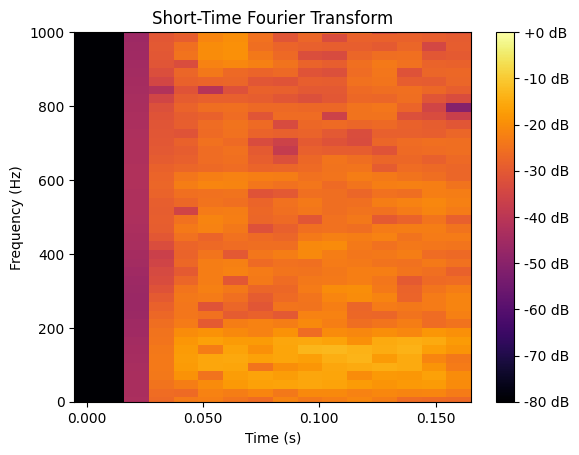 Short-Time Fourier Transform
1000
800
600
400
200
0
Frequency (Hz)
0.000
0.050
0.100
0.150
Time (s)
+0 dB
-10 dB
-20 dB
-30 dB
-40 dB
-50 dB
-60 dB
-70 dB
-80 dB